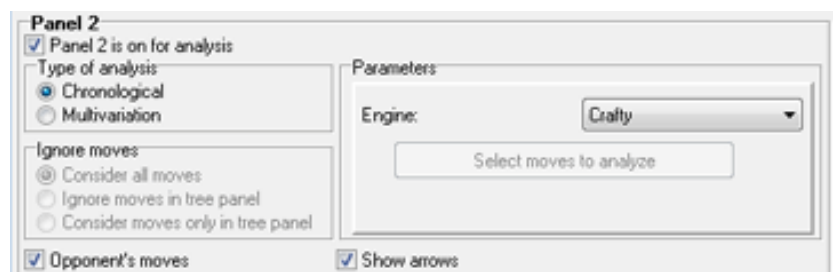 Panel 2
Panel 2 is on for analysis
Type of analysis
Chronological
Multivariation
Ignore moves
Consider all moves
Ignore moves in tree panel
Consider moves only in tree panel
Parameters
Engine: Crafty
Select moves to analyze
Opponent's moves Show arrows